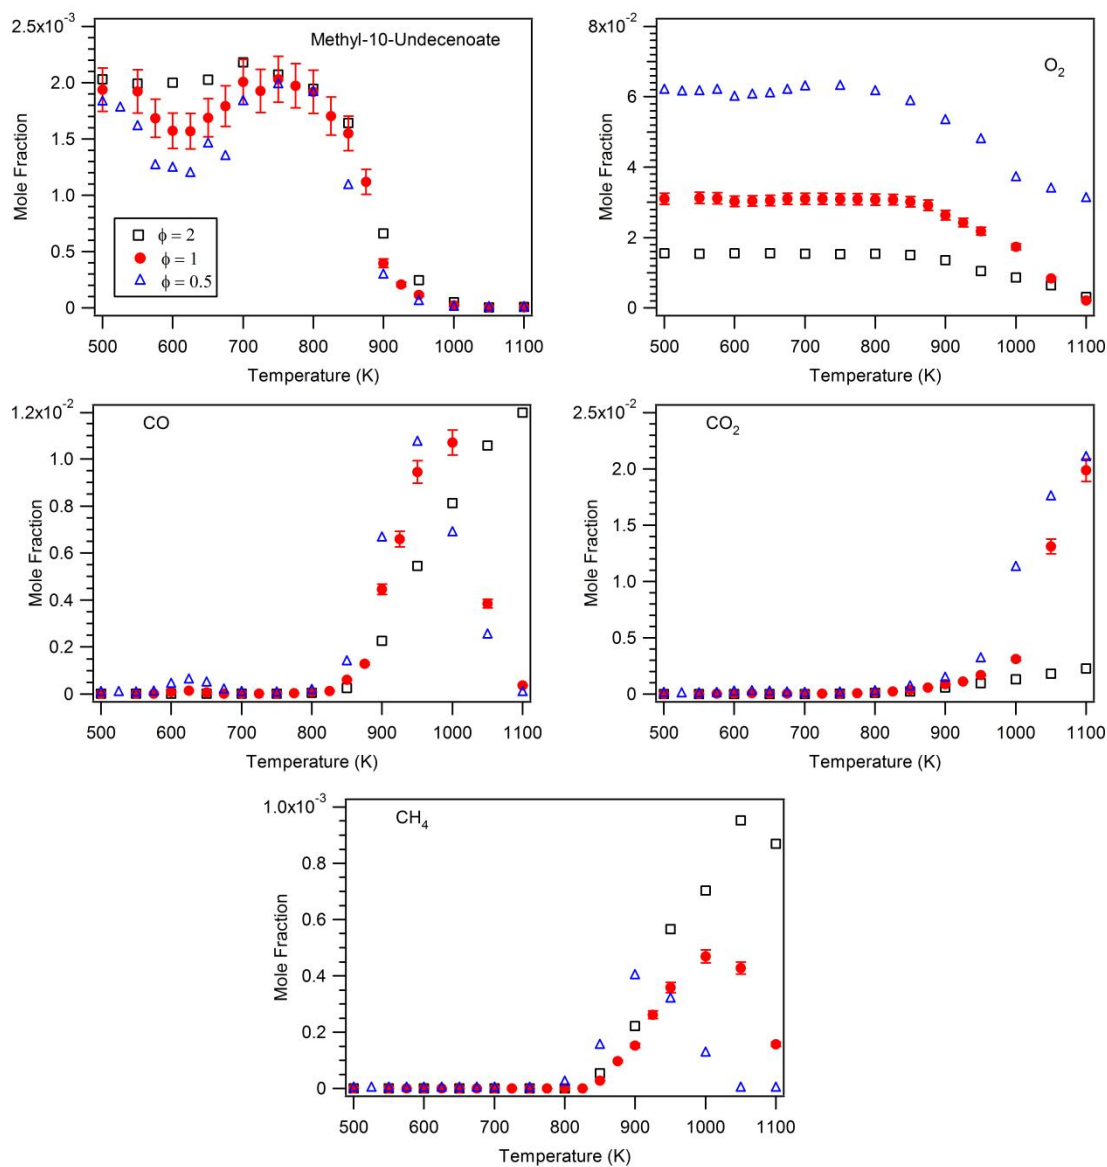 2.5x10⁻³
Methyl-10-Undecenoate
2.0
1.5
1.0
0.5
0
Mole Fraction
ϕ = 2
ϕ = 1
ϕ = 0.5
500 600 700 800 900 1000 1100
Temperature (K)
8x10⁻²
O₂
6
4
2
0
Mole Fraction
500 600 700 800 900 1000 1100
Temperature (K)
1.2x10⁻²
CO
1.0
0.8
0.6
0.4
0.2
0
Mole Fraction
500 600 700 800 900 1000 1100
Temperature (K)
2.5x10⁻²
CO₂
2.0
1.5
1.0
0.5
0
Mole Fraction
500 600 700 800 900 1000 1100
Temperature (K)
1.0x10⁻³
CH₄
0.8
0.6
0.4
0.2
0
Mole Fraction
500 600 700 800 900 1000 1100
Temperature (K)